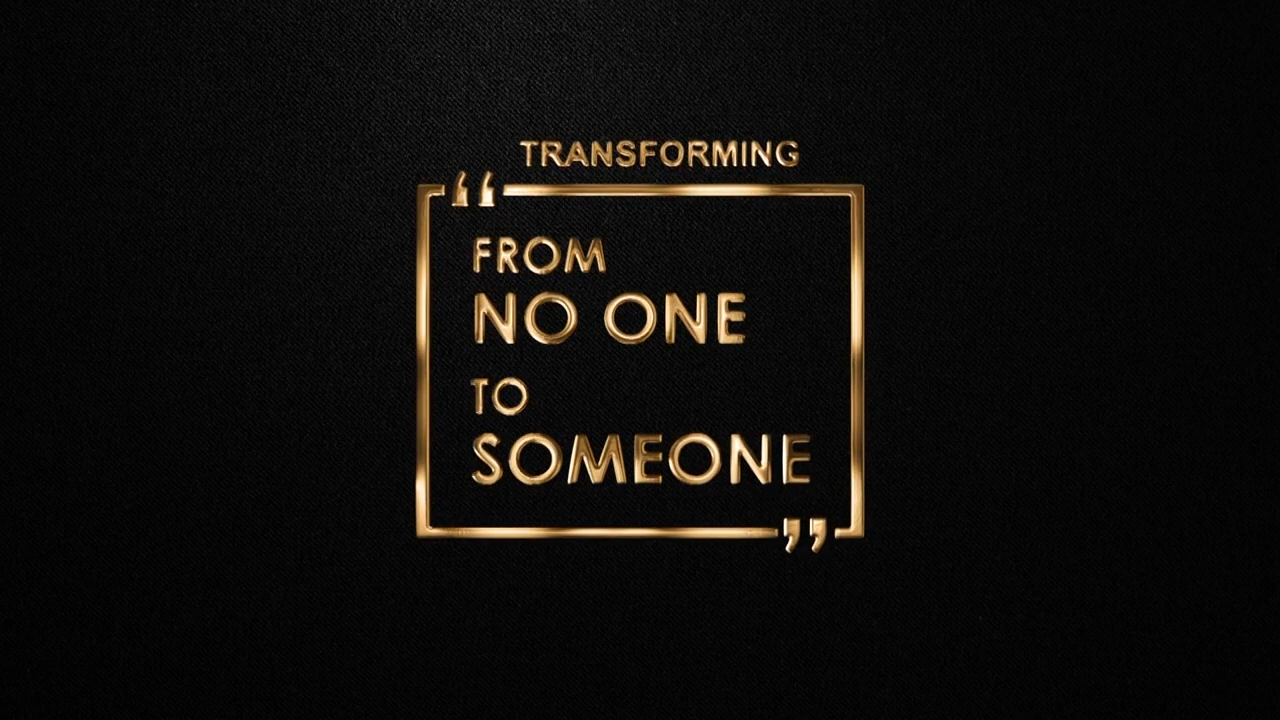 TRANSFORMING
“
FROM
NO ONE
TO
SOMEONE
”